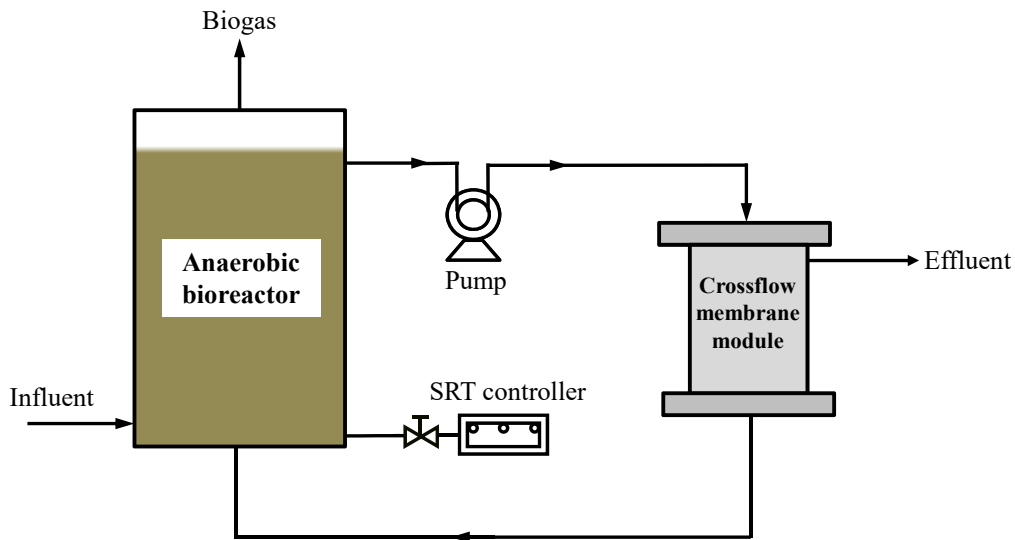 Biogas
Anaerobic
bioreactor
Pump
Effluent
Crossflow
membrane
module
SRT controller
Influent